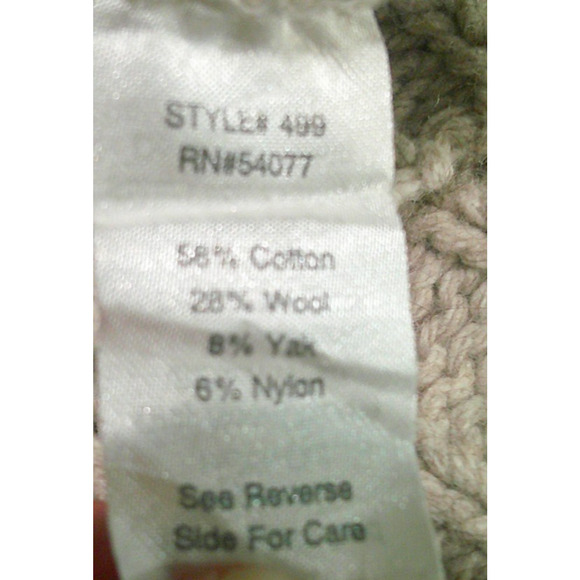 STYLE# 499
RN#54077
58% Cotton
28% Wool
8% Yak
6% Nylon
See Reverse
Side For Care